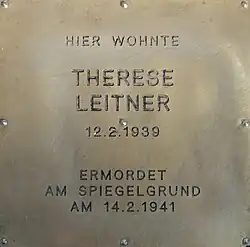 HIER WOHNTE
THERESE
LEITNER
12.2.1939
ERMORDET
AM SPIEGELGRUND
AM 14.2.1941